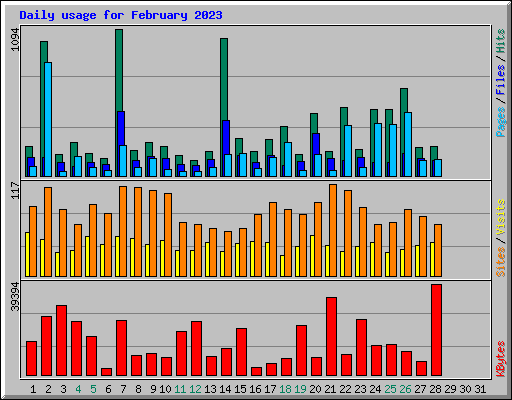 Daily usage for February 2023
1094
Pages / Files / Hits
117
Sites / Visits
39394
KBytes
1 2 3 4 5 6 7 8 9 10 11 12 13 14 15 16 17 18 19 20 21 22 23 24 25 26 27 28 29 30 31